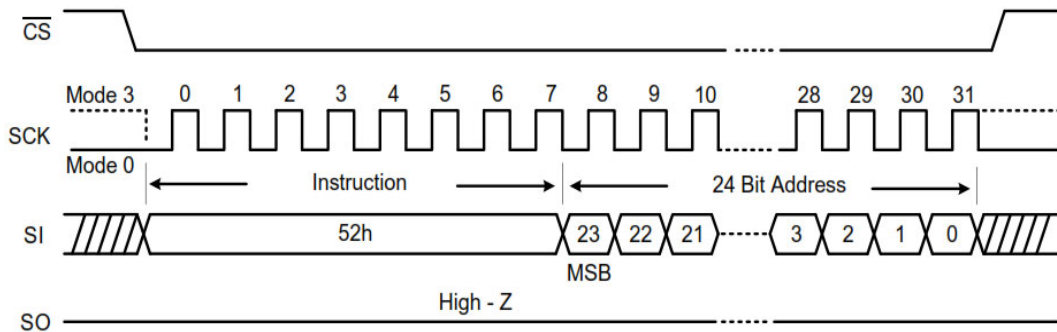 CS
Mode 3 0 1 2 3 4 5 6 7 8 9 10 28 29 30 31
SCK
Mode 0
Instruction 24 Bit Address
SI 52h 23 22 21 3 2 1 0
MSB
High - Z
SO